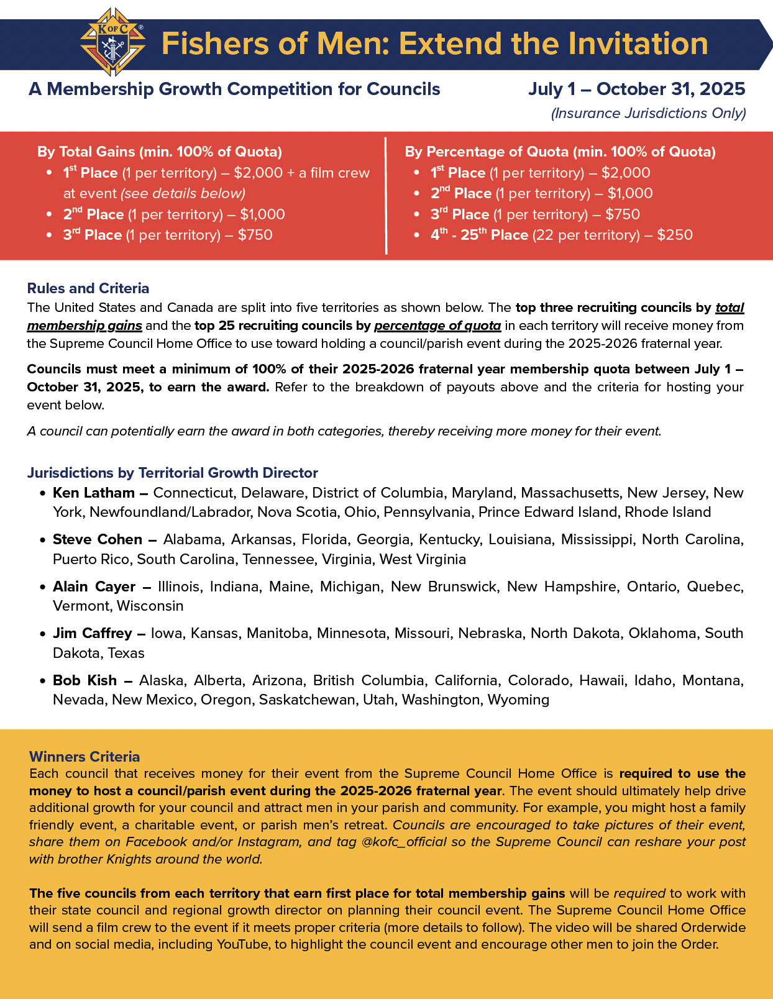 K OF C ®
Fishers of Men: Extend the Invitation
A Membership Growth Competition for Councils
July 1 – October 31, 2025
(Insurance Jurisdictions Only)
By Total Gains (min. 100% of Quota)
• 1st Place (1 per territory) – $2,000 + a film crew
at event (see details below)
• 2nd Place (1 per territory) – $1,000
• 3rd Place (1 per territory) – $750
By Percentage of Quota (min. 100% of Quota)
• 1st Place (1 per territory) – $2,000
• 2nd Place (1 per territory) – $1,000
• 3rd Place (1 per territory) – $750
• 4th - 25th Place (22 per territory) – $250
Rules and Criteria
The United States and Canada are split into five territories as shown below. The top three recruiting councils by total
membership gains and the top 25 recruiting councils by percentage of quota in each territory will receive money from
the Supreme Council Home Office to use toward holding a council/parish event during the 2025-2026 fraternal year.
Councils must meet a minimum of 100% of their 2025-2026 fraternal year membership quota between July 1 –
October 31, 2025, to earn the award. Refer to the breakdown of payouts above and the criteria for hosting your
event below.
A council can potentially earn the award in both categories, thereby receiving more money for their event.
Jurisdictions by Territorial Growth Director
• Ken Latham – Connecticut, Delaware, District of Columbia, Maryland, Massachusetts, New Jersey, New
York, Newfoundland/Labrador, Nova Scotia, Ohio, Pennsylvania, Prince Edward Island, Rhode Island
• Steve Cohen – Alabama, Arkansas, Florida, Georgia, Kentucky, Louisiana, Mississippi, North Carolina,
Puerto Rico, South Carolina, Tennessee, Virginia, West Virginia
• Alain Cayer – Illinois, Indiana, Maine, Michigan, New Brunswick, New Hampshire, Ontario, Quebec,
Vermont, Wisconsin
• Jim Caffrey – Iowa, Kansas, Manitoba, Minnesota, Missouri, Nebraska, North Dakota, Oklahoma, South
Dakota, Texas
• Bob Kish – Alaska, Alberta, Arizona, British Columbia, California, Colorado, Hawaii, Idaho, Montana,
Nevada, New Mexico, Oregon, Saskatchewan, Utah, Washington, Wyoming
Winners Criteria
Each council that receives money for their event from the Supreme Council Home Office is required to use the
money to host a council/parish event during the 2025-2026 fraternal year. The event should ultimately help drive
additional growth for your council and attract men in your parish and community. For example, you might host a family
friendly event, a charitable event, or parish men's retreat. Councils are encouraged to take pictures of their event,
share them on Facebook and/or Instagram, and tag @kofc_official so the Supreme Council can reshare your post
with brother Knights around the world.
The five councils from each territory that earn first place for total membership gains will be required to work with
their state council and regional growth director on planning their council event. The Supreme Council Home Office
will send a film crew to the event if it meets proper criteria (more details to follow). The video will be shared Orderwide
and on social media, including YouTube, to highlight the council event and encourage other men to join the Order.